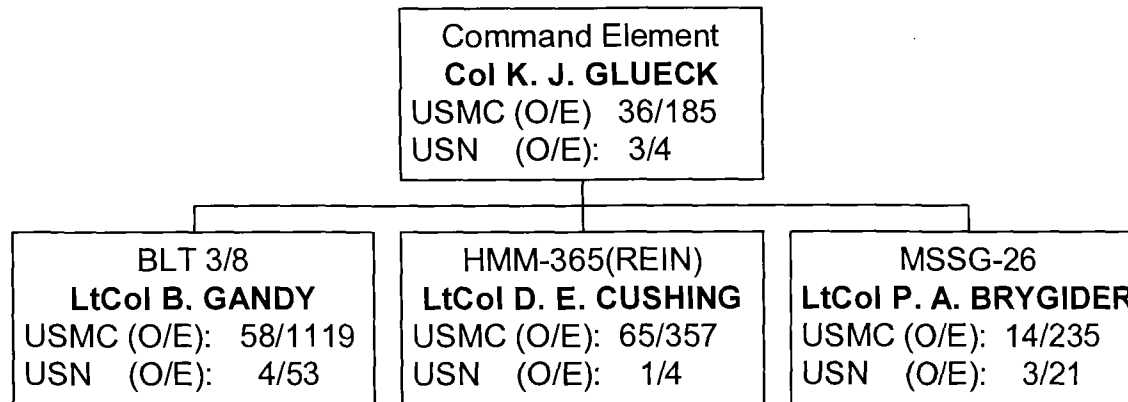 Command Element
Col K. J. GLUECK
USMC (O/E) 36/185
USN (O/E): 3/4
BLT 3/8
LtCol B. GANDY
USMC (O/E): 58/1119
USN (O/E): 4/53
HMM-365(REIN)
LtCol D. E. CUSHING
USMC (O/E): 65/357
USN (O/E): 1/4
MSSG-26
LtCol P. A. BRYGIDER
USMC (O/E): 14/235
USN (O/E): 3/21